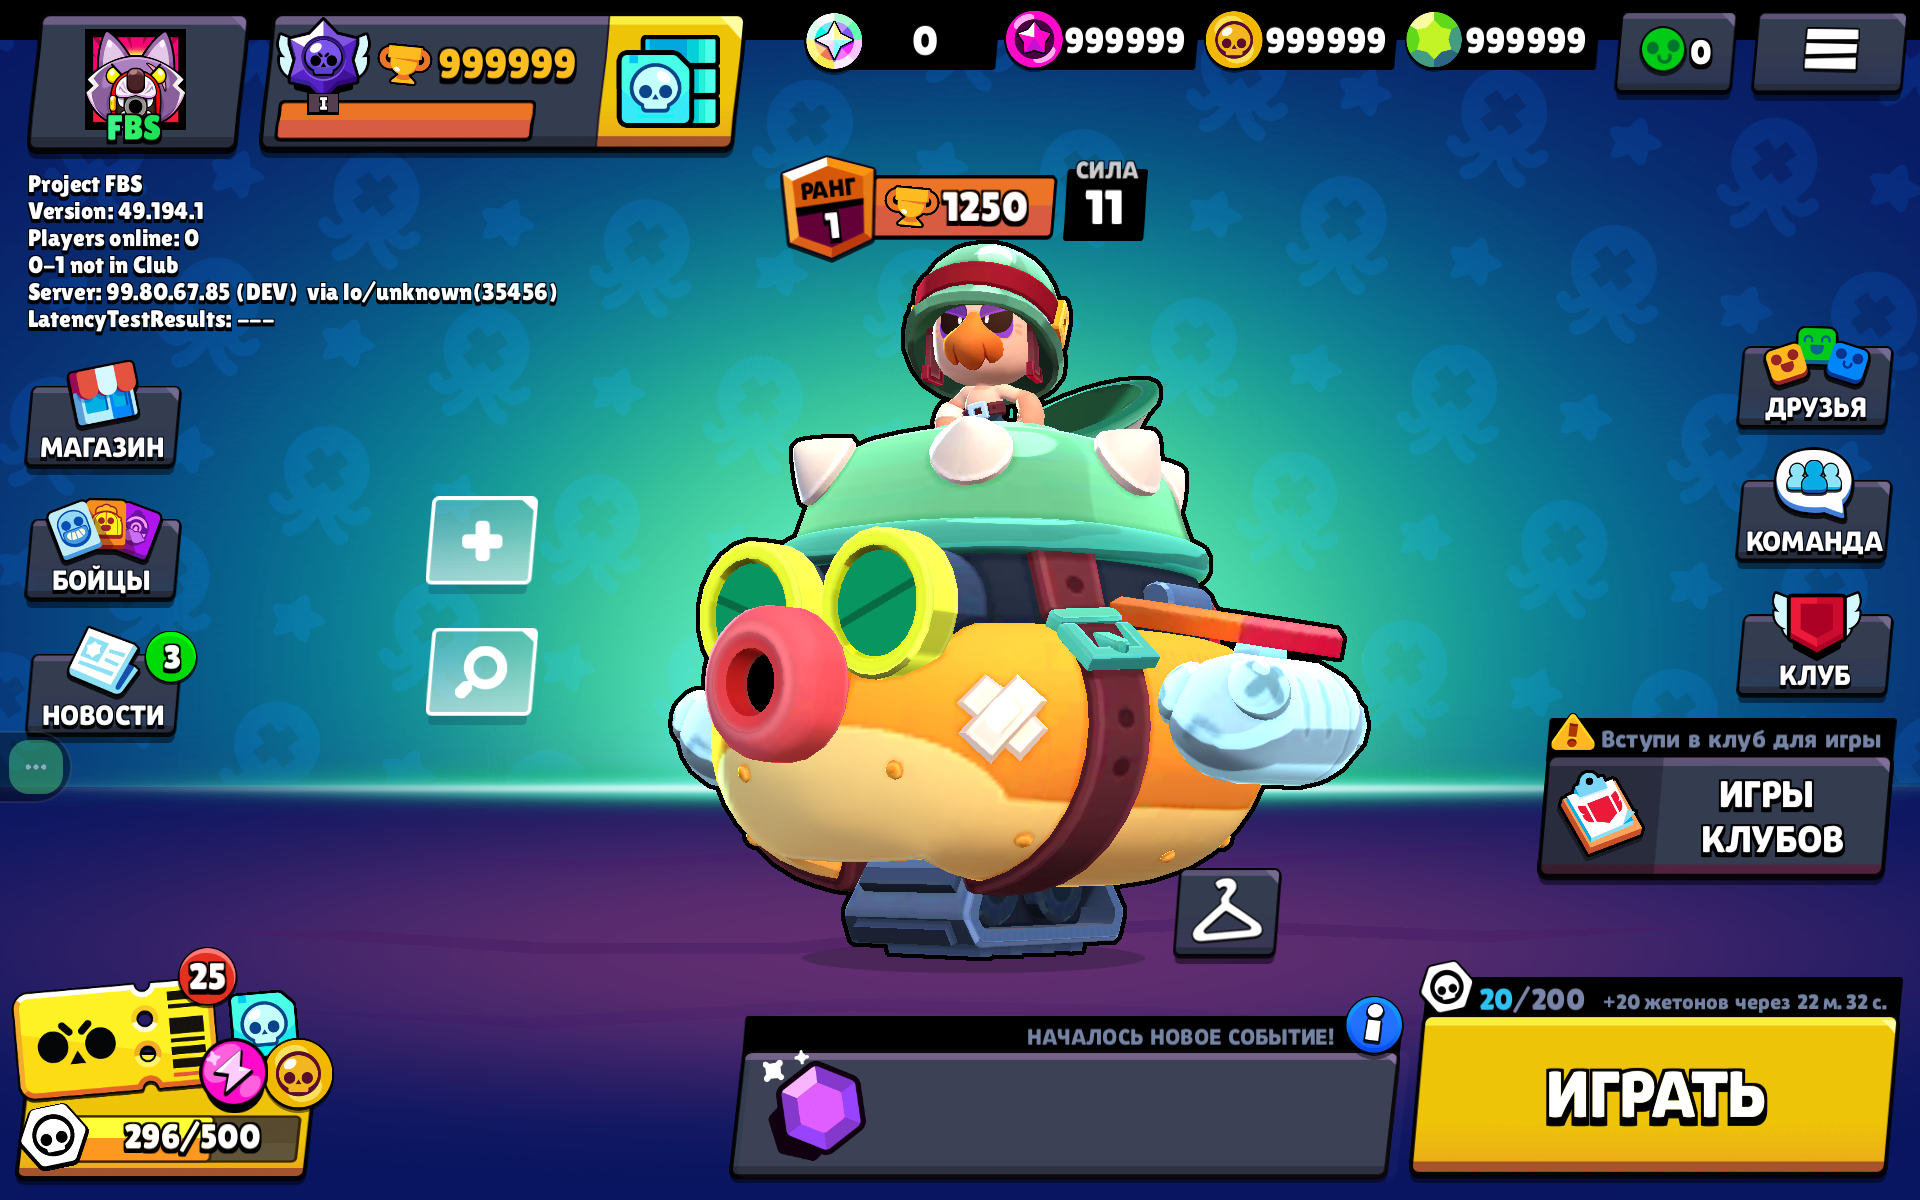 FBS
I
999999
0
999999
999999
999999
0
Project FBS
Version: 49.194.1
Players online: 0
0-1 not in Club
Server: 99.80.67.85 (DEV) via lo/unknown(35456)
LatencyTestResults: ---
РАНГ
1
1250
СИЛА
11
МАГАЗИН
БОЙЦЫ
3
НОВОСТИ
ДРУЗЬЯ
КОМАНДА
КЛУБ
Вступи в клуб для игры
ИГРЫ
КЛУБОВ
25
296/500
НАЧАЛОСЬ НОВОЕ СОБЫТИЕ!
20/200 +20 жетонов через 22 м. 32 с.
ИГРАТЬ